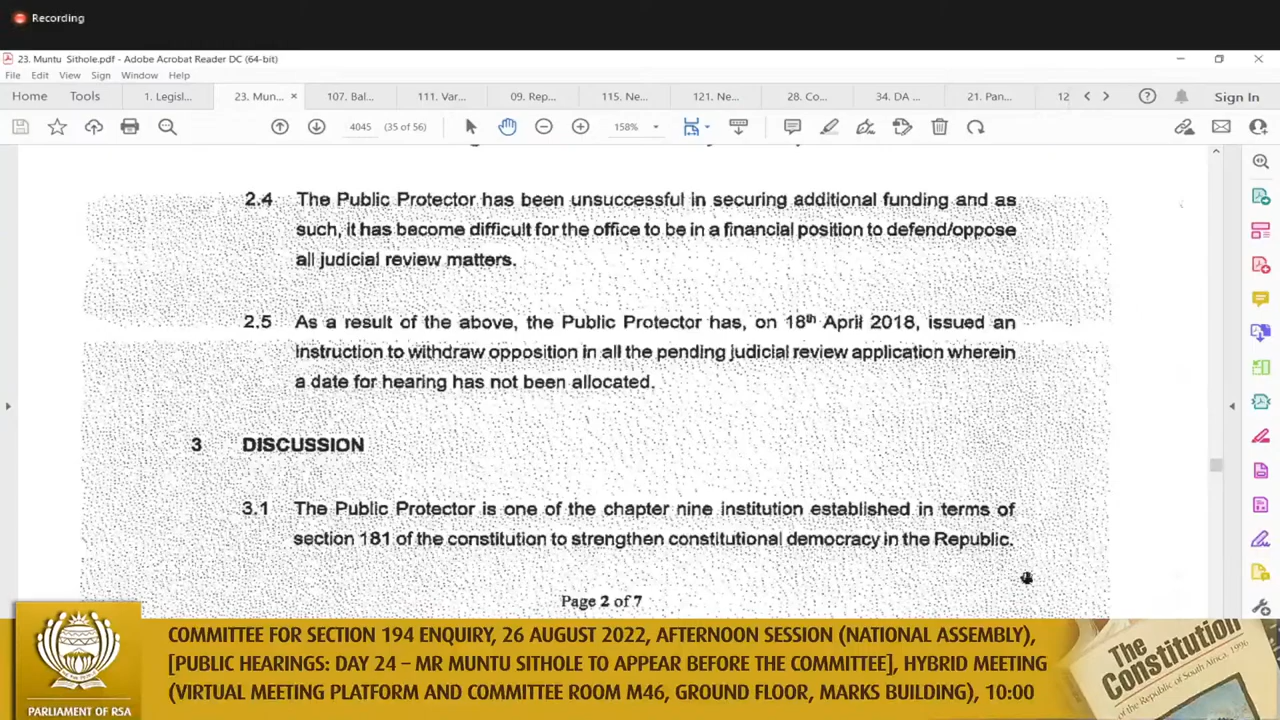 Recording
23. Muntu Sithole.pdf - Adobe Acrobat Reader DC (64-bit)
File Edit View Sign Window Help
Home Tools 1. Legisl... 23. Mun... × 107. Bal... 111. Var... 09. Rep... 115. Ne... 121. Ne... 28. Co... 34. DA ... 21. Pan... 12 Sign In
4045 (35 of 56) 158%
2.4 The Public Protector has been unsuccessful in securing additional funding and as
such, it has become difficult for the office to be in a financial position to defend/oppose
all judicial review matters.
2.5 As a result of the above, the Public Protector has, on 18th April 2018, issued an
instruction to withdraw opposition in all the pending judicial review application wherein
a date for hearing has not been allocated.
3 DISCUSSION
3.1 The Public Protector is one of the chapter nine institution established in terms of
section 181 of the constitution to strengthen constitutional democracy in the Republic.
Page 2 of 7
COMMITTEE FOR SECTION 194 ENQUIRY, 26 AUGUST 2022, AFTERNOON SESSION (NATIONAL ASSEMBLY),
[PUBLIC HEARINGS: DAY 24 – MR MUNTU SITHOLE TO APPEAR BEFORE THE COMMITTEE], HYBRID MEETING
(VIRTUAL MEETING PLATFORM AND COMMITTEE ROOM M46, GROUND FLOOR, MARKS BUILDING), 10:00
PARLIAMENT OF RSA
The
Constitution
of the Republic of South Africa, 1996